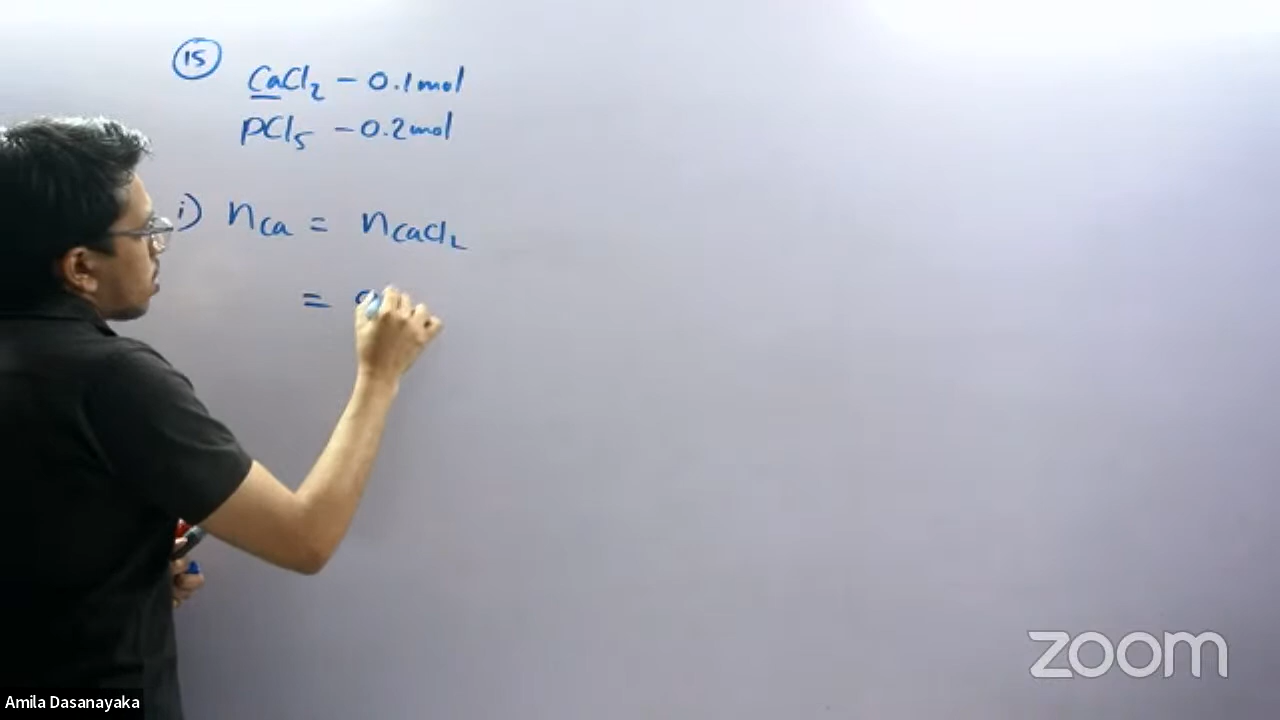 15
CaCl₂ - 0.1 mol
PCl₅ - 0.2 mol
i) nCa = nCaCl₂
=
zoom
Amila Dasanayaka